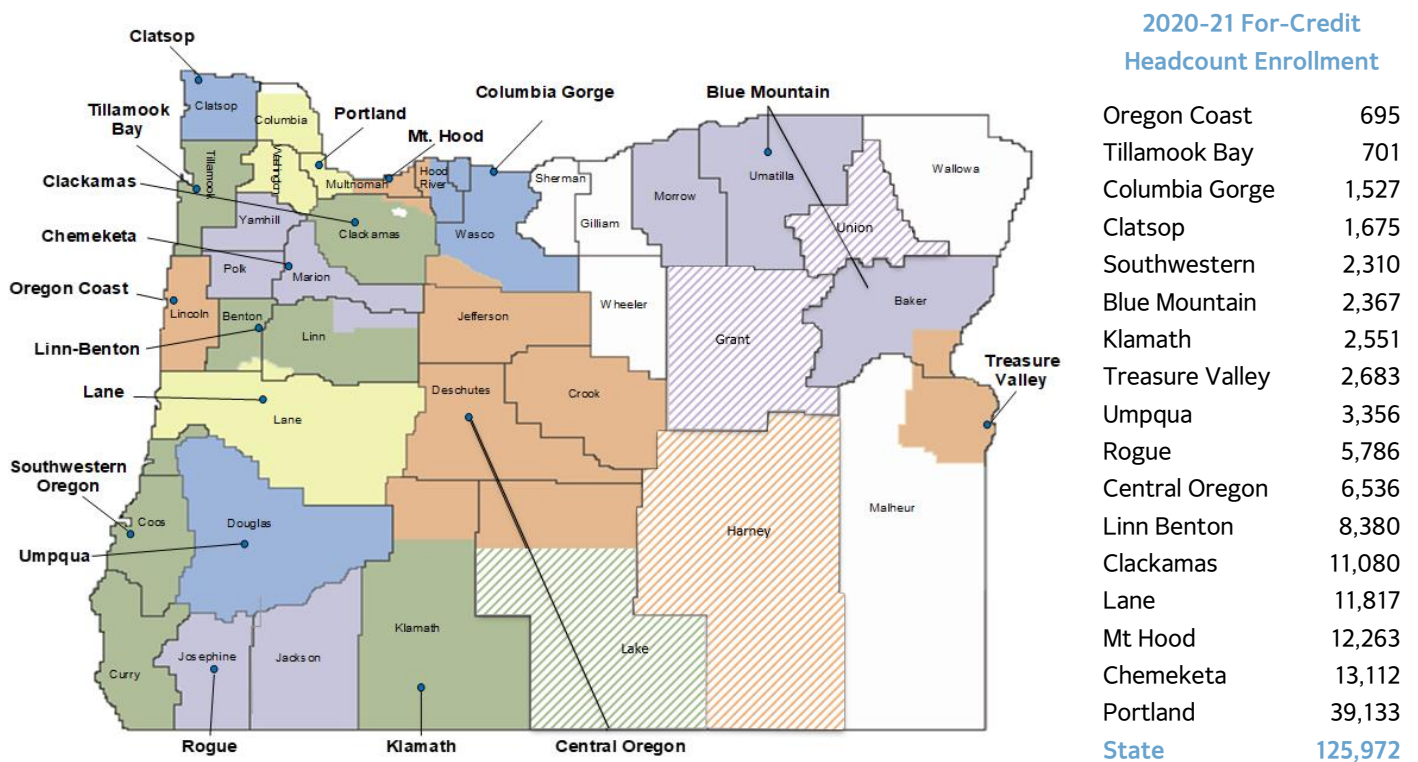 Clatsop
Tillamook
Bay
Clackamas
Chemeketa
Oregon Coast
Linn-Benton
Lane
Southwestern
Oregon
Umpqua
Portland
Mt. Hood
Columbia Gorge
Blue Mountain
Treasure
Valley
Rogue
Klamath
Central Oregon
Clatsop
Columbia
Tillamook
Multnomah
Hood
River
Sherman
Gilliam
Morrow
Umatilla
Wallowa
Union
Yamhill
Clackamas
Wasco
Polk
Marion
Lincoln
Benton
Linn
Jefferson
Wheeler
Grant
Baker
Lane
Deschutes
Crook
Coos
Douglas
Harney
Malheur
Curry
Josephine
Jackson
Klamath
Lake
2020-21 For-Credit
Headcount Enrollment
Oregon Coast 695
Tillamook Bay 701
Columbia Gorge 1,527
Clatsop 1,675
Southwestern 2,310
Blue Mountain 2,367
Klamath 2,551
Treasure Valley 2,683
Umpqua 3,356
Rogue 5,786
Central Oregon 6,536
Linn Benton 8,380
Clackamas 11,080
Lane 11,817
Mt Hood 12,263
Chemeketa 13,112
Portland 39,133
State 125,972